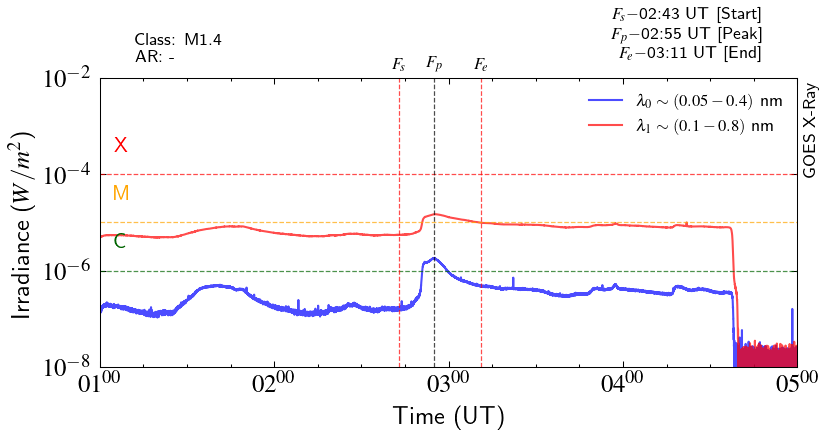 Fs−02:43 UT [Start]
Class: M1.4
Fp−02:55 UT [Peak]
AR: -
Fe−03:11 UT [End]
Fs
Fp
Fe
10⁻²
λ₀ ∼ (0.05 − 0.4) nm
λ₁ ∼ (0.1 − 0.8) nm
GOES X-Ray
X
10⁻⁴
M
Irradiance (W/m²)
C
10⁻⁶
10⁻⁸
01⁰⁰ 02⁰⁰ 03⁰⁰ 04⁰⁰ 05⁰⁰
Time (UT)